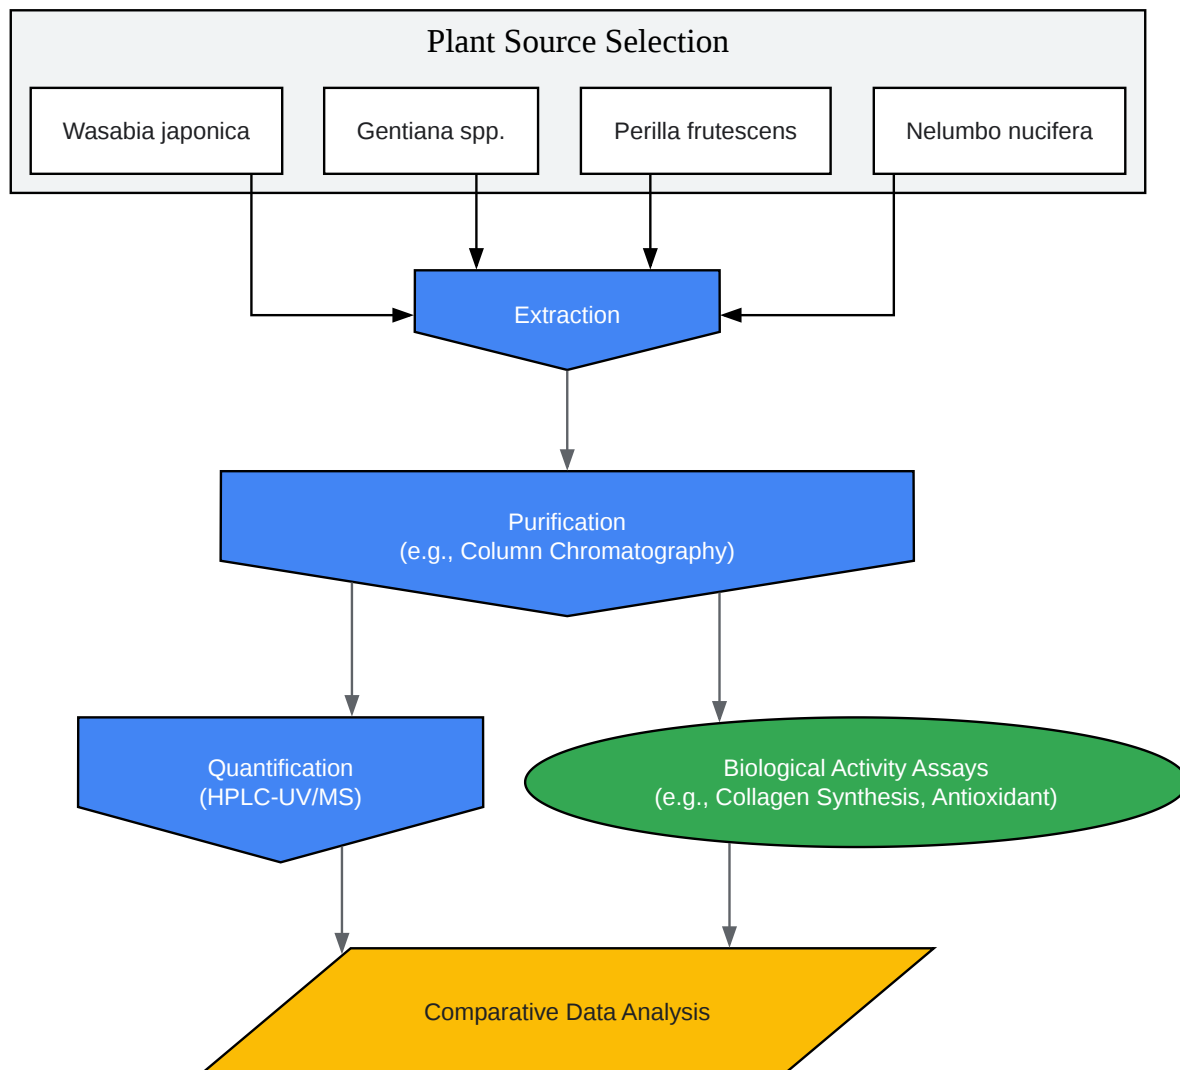 Plant Source Selection
Wasabia japonica
Gentiana spp.
Perilla frutescens
Nelumbo nucifera
Extraction
Purification
(e.g., Column Chromatography)
Quantification
(HPLC-UV/MS)
Biological Activity Assays
(e.g., Collagen Synthesis, Antioxidant)
Comparative Data Analysis